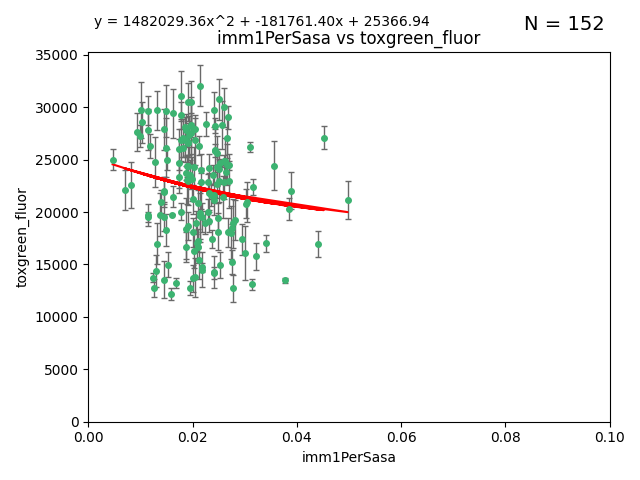 y = 1482029.36x^2 + -181761.40x + 25366.94
N = 152
imm1PerSasa vs toxgreen_fluor
35000
30000
25000
20000
15000
10000
5000
0
toxgreen_fluor
0.00 0.02 0.04 0.06 0.08 0.10
imm1PerSasa